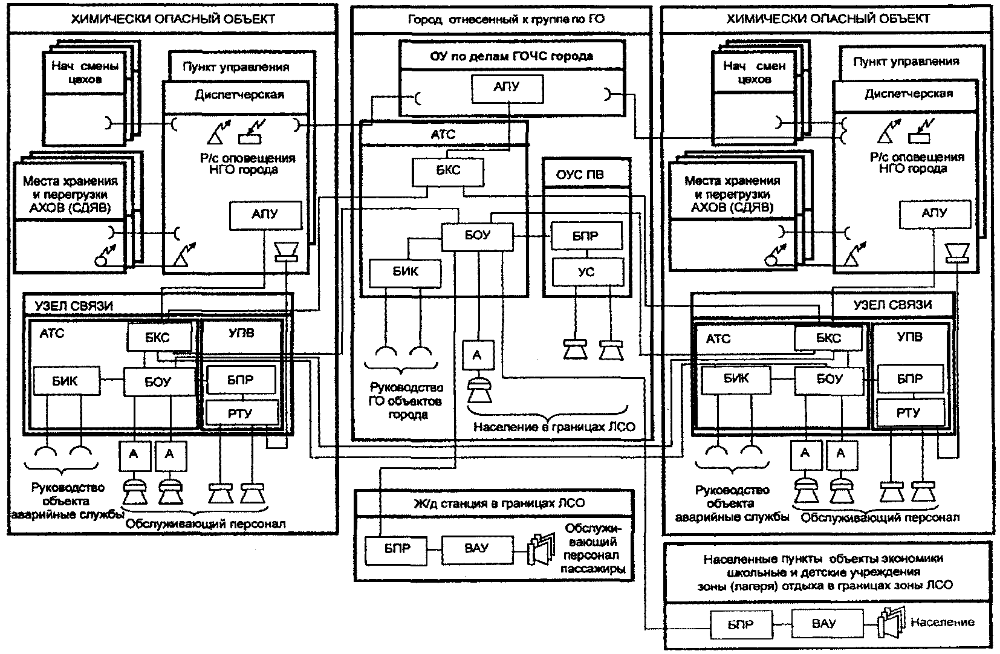 ХИМИЧЕСКИ ОПАСНЫЙ ОБЪЕКТ
Нач смены
цехов
Пункт управления
Диспетчерская
Р/с оповещения
НГО города
Места хранения
и перегрузки
АХОВ (СДЯВ)
АПУ
УЗЕЛ СВЯЗИ
АТС
БКС
УПВ
БИК
БОУ
БПР
РТУ
А
А
Руководство
объекта
аварийные службы
Обслуживающий персонал
Город отнесенный к группе по ГО
ОУ по делам ГОЧС города
АПУ
АТС
БКС
ОУС ПВ
БОУ
БПР
БИК
УС
А
Руководство
ГО объектов
города
Население в границах ЛСО
Ж/д станция в границах ЛСО
БПР
ВАУ
Обслужи-
вающий
персонал
пассажиры
ХИМИЧЕСКИ ОПАСНЫЙ ОБЪЕКТ
Нач смен
цехов
Пункт управления
Диспетчерская
Р/с оповещения
НГО города
Места хранения
и перегрузки
АХОВ (СДЯВ)
АПУ
УЗЕЛ СВЯЗИ
АТС
БКС
УПВ
БИК
БОУ
БПР
РТУ
А
А
Руководство
объекта
аварийные службы
Обслуживающий персонал
Населенные пункты объекты экономики
школьные и детские учреждения
зоны (лагеря) отдыха в границах зоны ЛСО
БПР
ВАУ
Население